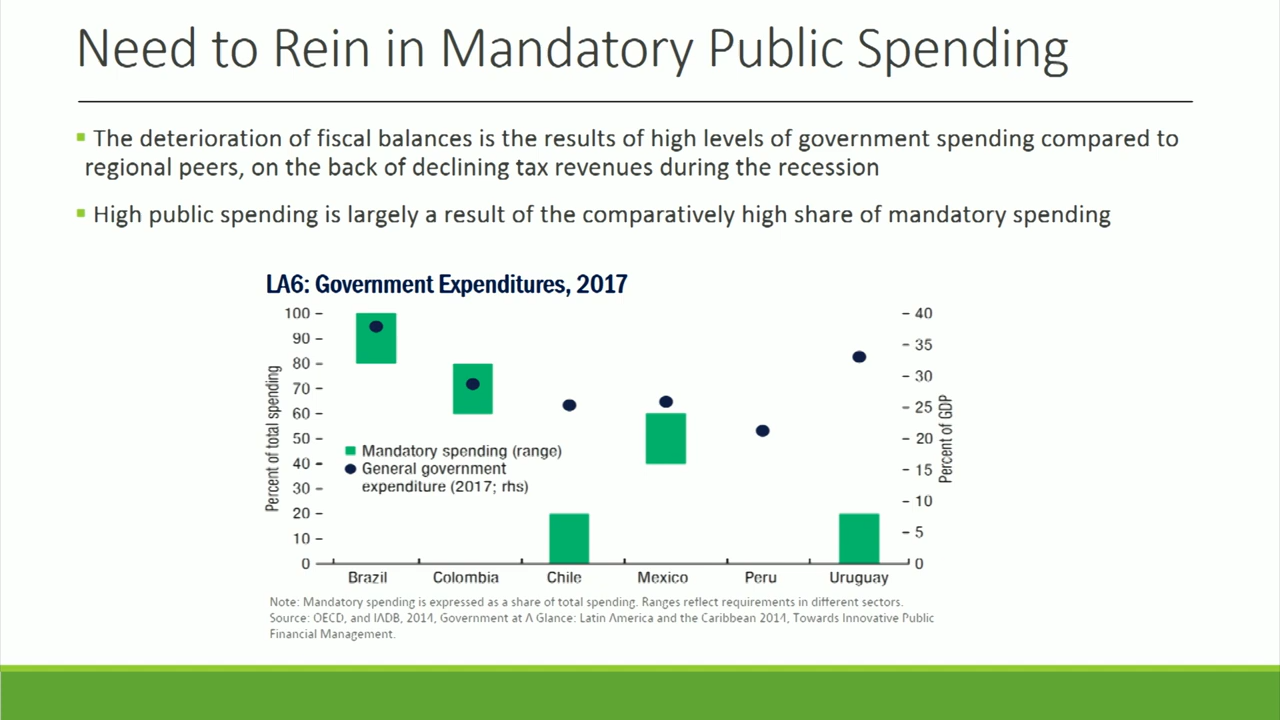 Need to Rein in Mandatory Public Spending
The deterioration of fiscal balances is the results of high levels of government spending compared to
regional peers, on the back of declining tax revenues during the recession
High public spending is largely a result of the comparatively high share of mandatory spending
LA6: Government Expenditures, 2017
Percent of total spending
100
90
80
70
60
50
40
30
20
10
0
Mandatory spending (range)
General government
expenditure (2017; rhs)
40
35
30
25
20
15
10
5
0
Percent of GDP
Brazil Colombia Chile Mexico Peru Uruguay
Note: Mandatory spending is expressed as a share of total spending. Ranges reflect requirements in different sectors.
Source: OECD, and IADB, 2014, Government at A Glance: Latin America and the Caribbean 2014, Towards Innovative Public
Financial Management.